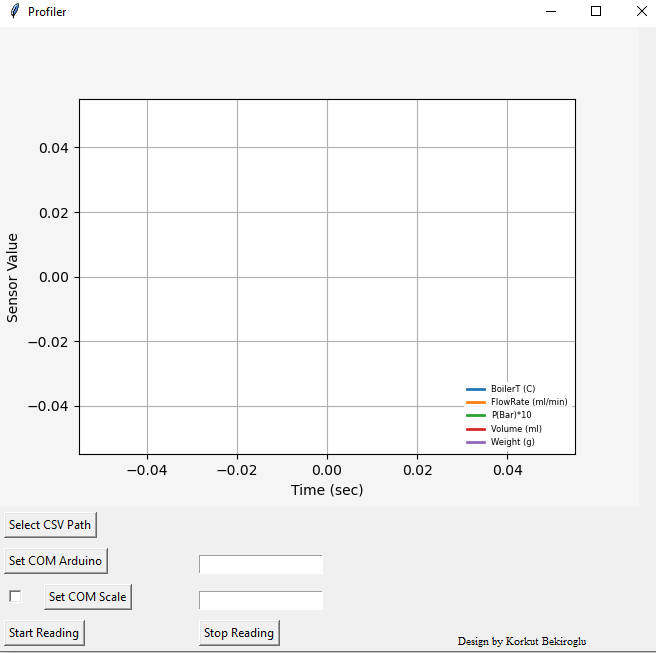 Profiler
0.04
0.02
0.00
−0.02
−0.04
Sensor Value
BoilerT (C)
FlowRate (ml/min)
P(Bar)*10
Volume (ml)
Weight (g)
−0.04 −0.02 0.00 0.02 0.04
Time (sec)
Select CSV Path
Set COM Arduino
Set COM Scale
Start Reading Stop Reading
Design by Korkut Bekiroglu